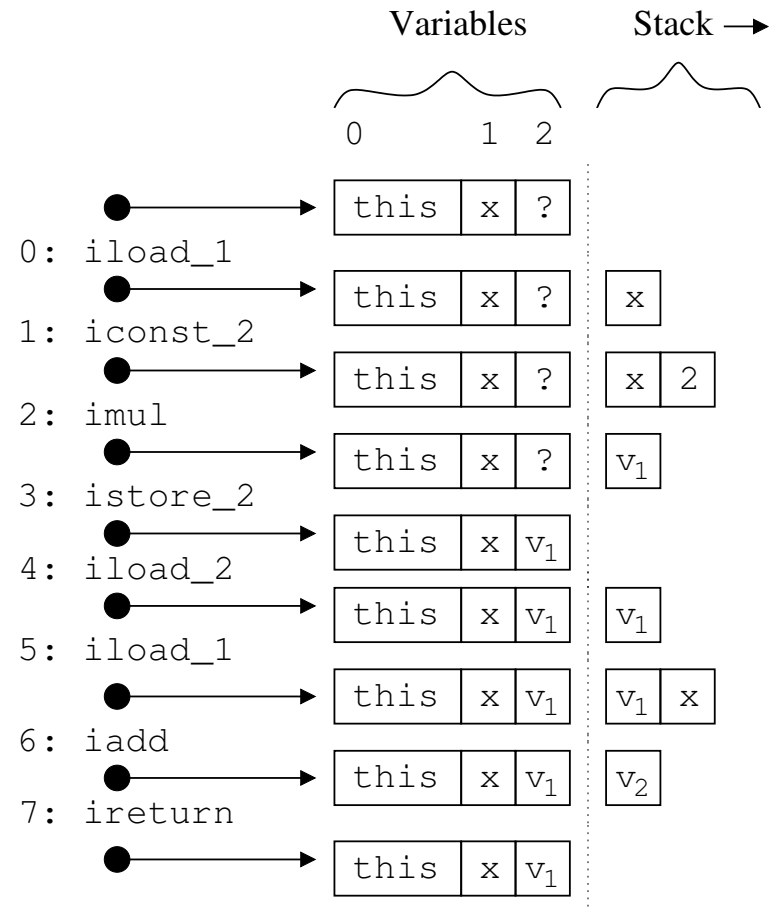 Variables Stack
0 1 2
this x ?
0: iload_1
this x ? x
1: iconst_2
this x ? x 2
2: imul
this x ? v₁
3: istore_2
this x v₁
4: iload_2
this x v₁ v₁
5: iload_1
this x v₁ v₁ x
6: iadd
this x v₁ v₂
7: ireturn
this x v₁